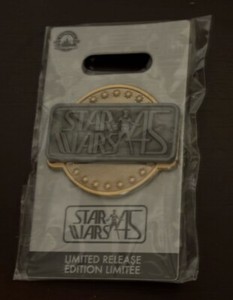 STAR WARS 45
STAR WARS 45
LIMITED RELEASE
EDITION LIMITÉE